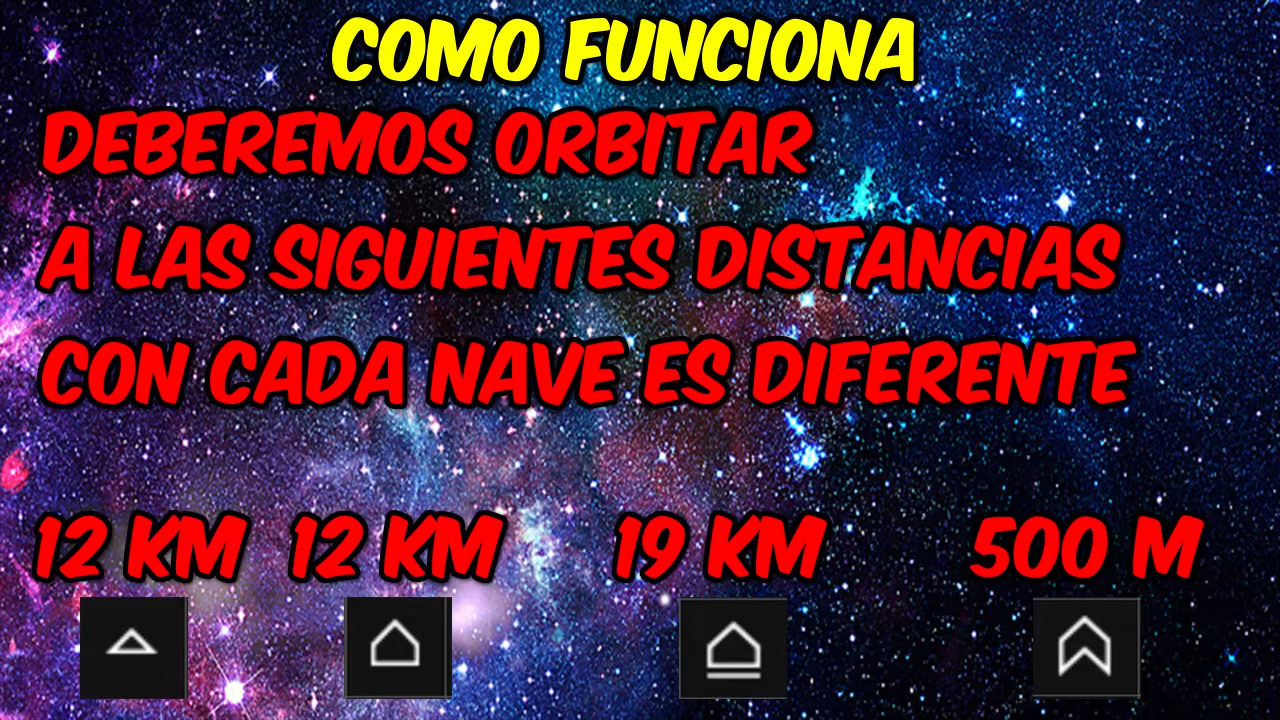 COMO FUNCIONA
DEBEREMOS ORBITAR
A LAS SIGUIENTES DISTANCIAS
CON CADA NAVE ES DIFERENTE
12 KM 12 KM 19 KM 500 M